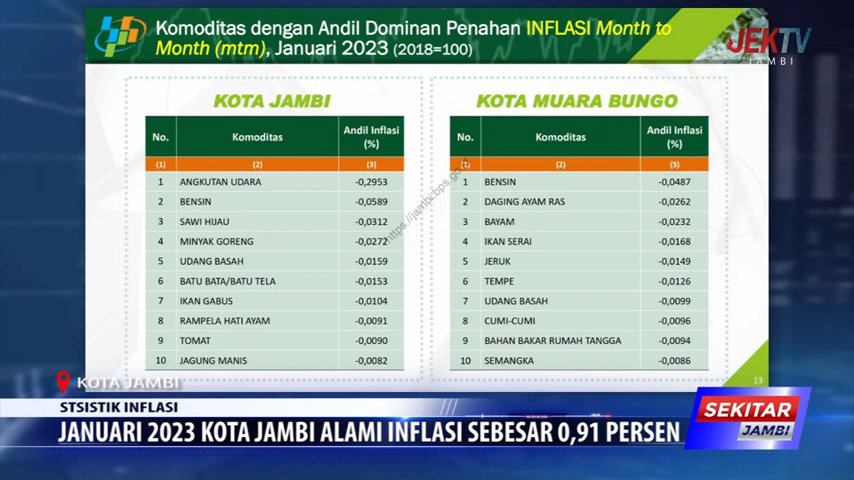 Komoditas dengan Andil Dominan Penahan INFLASI Month to
Month (mtm), Januari 2023 (2018=100)
JEKTV
JAMBI
KOTA JAMBI
No. Komoditas Andil Inflasi (%)
(1) (2) (3)
1 ANGKUTAN UDARA -0,2953
2 BENSIN -0,0589
3 SAWI HIJAU -0,0312
4 MINYAK GORENG -0,0272
5 UDANG BASAH -0,0159
6 BATU BATA/BATU TELA -0,0153
7 IKAN GABUS -0,0104
8 RAMPELA HATI AYAM -0,0091
9 TOMAT -0,0090
10 JAGUNG MANIS -0,0082
KOTA MUARA BUNGO
No. Komoditas Andil Inflasi (%)
(1) (2) (3)
1 BENSIN -0,0487
2 DAGING AYAM RAS -0,0262
3 BAYAM -0,0232
4 IKAN SERAI -0,0168
5 JERUK -0,0149
6 TEMPE -0,0126
7 UDANG BASAH -0,0099
8 CUMI-CUMI -0,0096
9 BAHAN BAKAR RUMAH TANGGA -0,0094
10 SEMANGKA -0,0086
https://jambi.bps.go.id
13
KOTA JAMBI
STSISTIK INFLASI
JANUARI 2023 KOTA JAMBI ALAMI INFLASI SEBESAR 0,91 PERSEN
SEKITAR
JAMBI